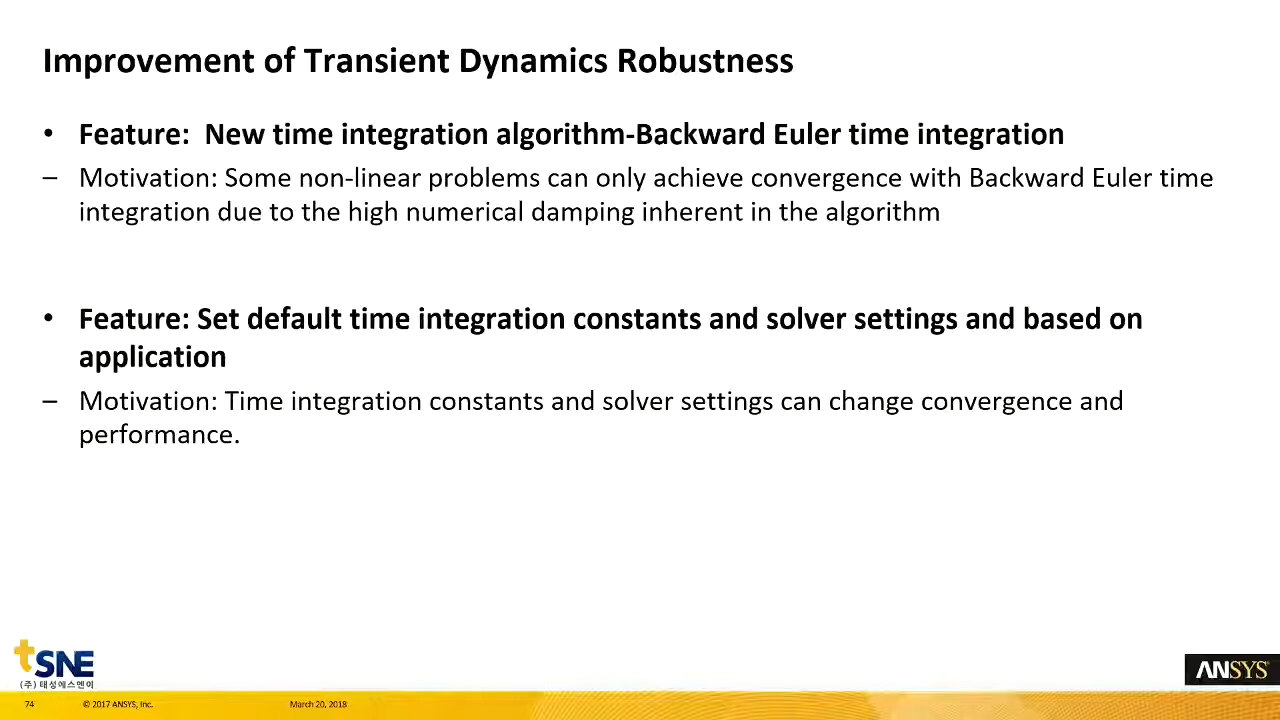 Improvement of Transient Dynamics Robustness
• Feature:  New time integration algorithm-Backward Euler time integration
– Motivation: Some non-linear problems can only achieve convergence with Backward Euler time
integration due to the high numerical damping inherent in the algorithm
• Feature: Set default time integration constants and solver settings and based on
application
– Motivation: Time integration constants and solver settings can change convergence and
performance.
tSNE
(주)태성에스엔이
ANSYS®
74 © 2017 ANSYS, Inc. March 20, 2018